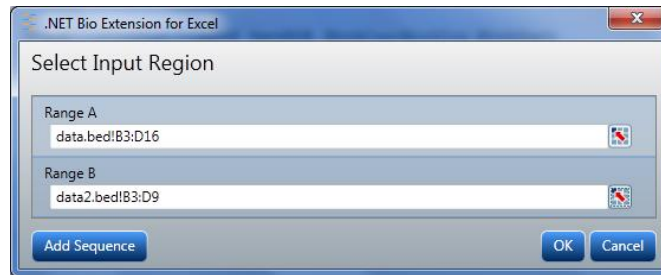 .NET Bio Extension for Excel
Select Input Region
Range A
data.bed!B3:D16
Range B
data2.bed!B3:D9
Add Sequence
OK
Cancel